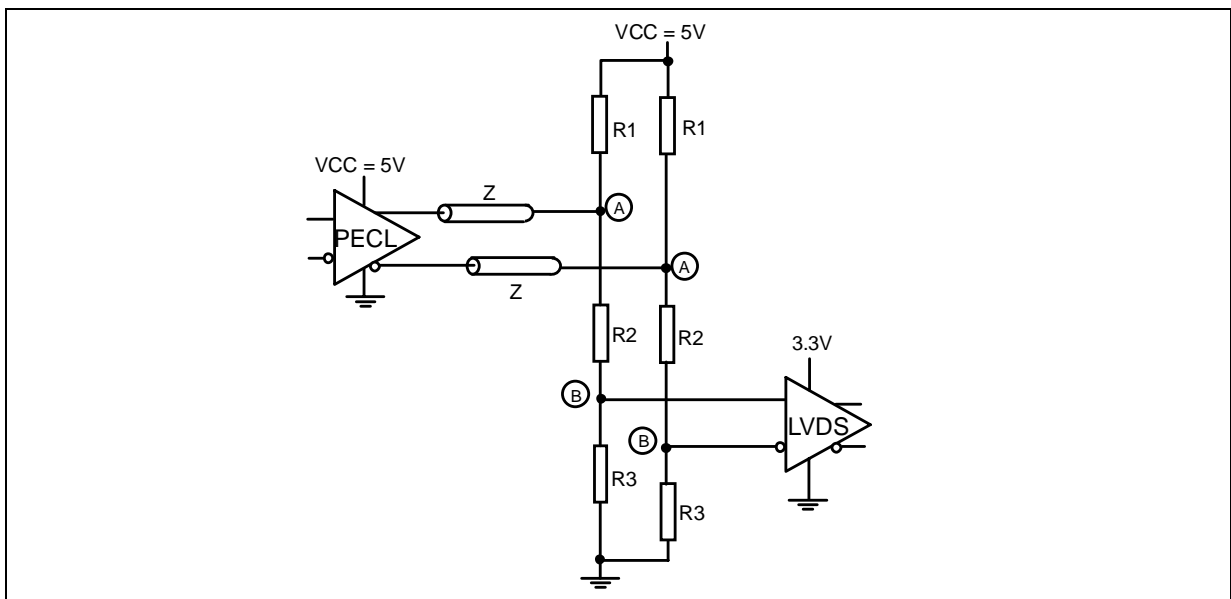 VCC = 5V
R1
R1
VCC = 5V
Z
A
PECL
A
Z
R2
R2
3.3V
B
LVDS
B
R3
R3